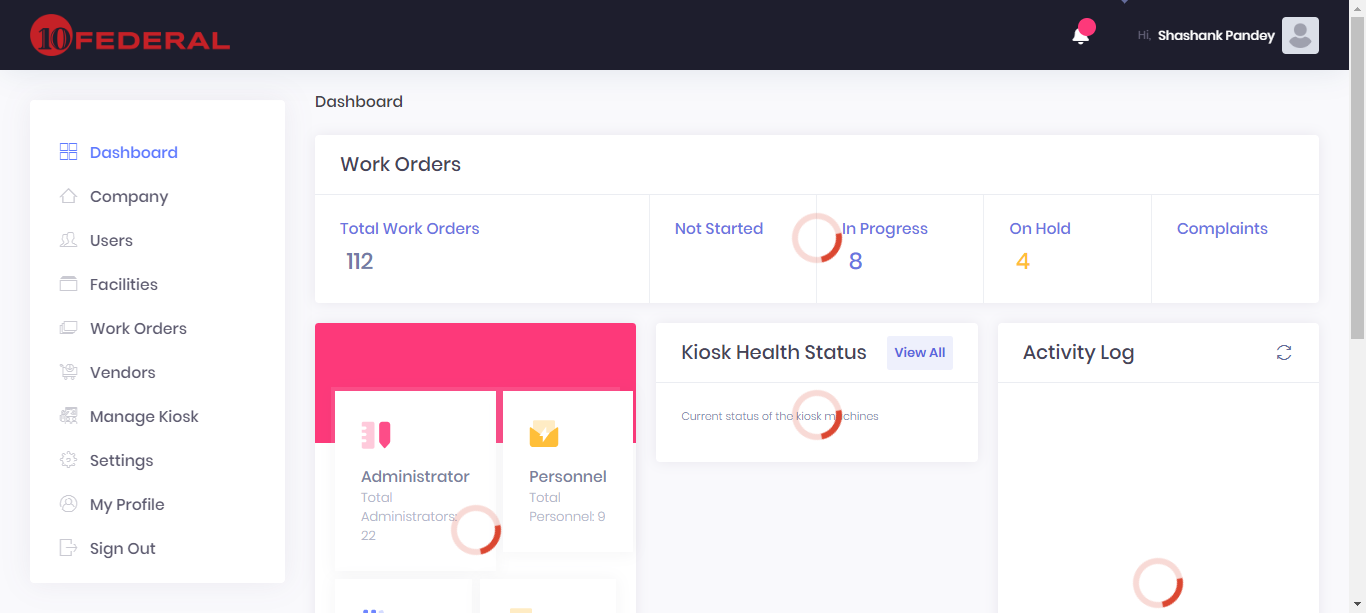 10 FEDERAL
Hi, Shashank Pandey
Dashboard
Company
Users
Facilities
Work Orders
Vendors
Manage Kiosk
Settings
My Profile
Sign Out
Dashboard
Work Orders
Total Work Orders
112
Not Started
In Progress
8
On Hold
4
Complaints
Administrator
Total
Administrators:
22
Personnel
Total
Personnel: 9
Kiosk Health Status
View All
Current status of the kiosk machines
Activity Log